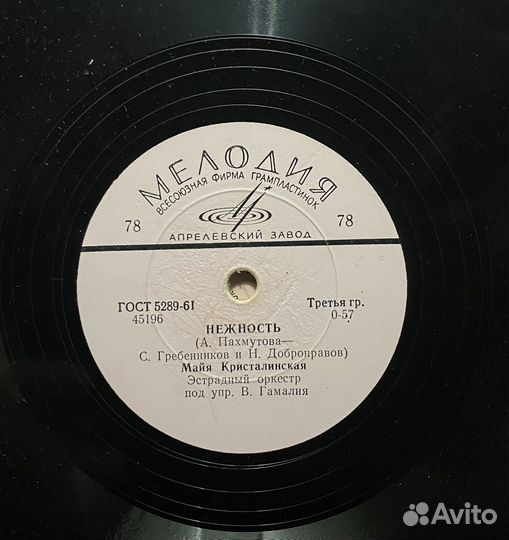 МЕЛОДИЯ
ВСЕСОЮЗНАЯ ФИРМА ГРАМПЛАСТИНОК
78 78
АПРЕЛЕВСКИЙ ЗАВОД
ГОСТ 5289-61 Третья гр.
45196 0-57
НЕЖНОСТЬ
(А. Пахмутова—
С. Гребенников и Н. Добронравов)
Майя Кристалинская
Эстрадный оркестр
под упр. В. Гамалия
Avito